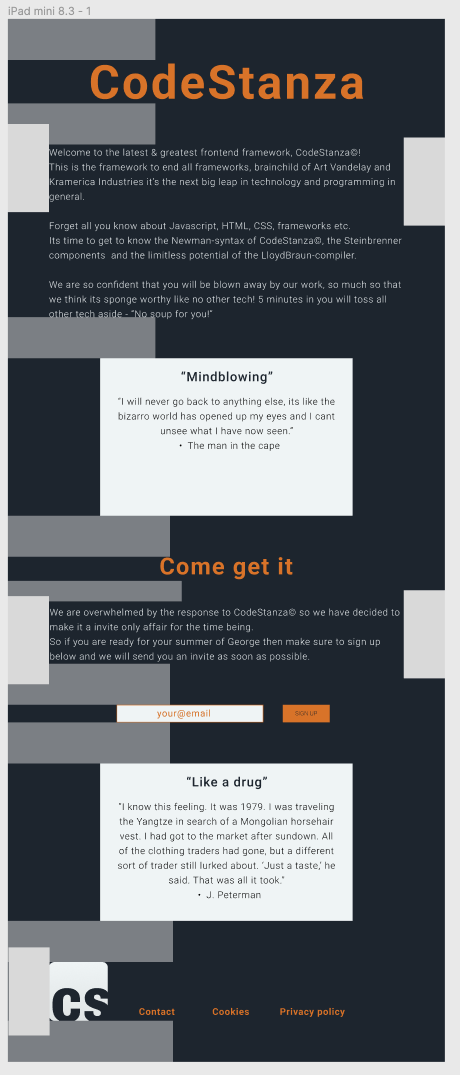 iPad mini 8.3 - 1
CodeStanza
Welcome to the latest & greatest frontend framework, CodeStanza©!
This is the framework to end all frameworks, brainchild of Art Vandelay and
Kramerica Industries it's the next big leap in technology and programming in
general.
Forget all you know about Javascript, HTML, CSS, frameworks etc.
Its time to get to know the Newman-syntax of CodeStanza©, the Steinbrenner
components and the limitless potential of the LloydBraun-compiler.
We are so confident that you will be blown away by our work, so much so that
we think its sponge worthy like no other tech! 5 minutes in you will toss all
other tech aside - “No soup for you!”
“Mindblowing”
“I will never go back to anything else, its like the
bizarro world has opened up my eyes and I cant
unsee what I have now seen.”
• The man in the cape
Come get it
We are overwhelmed by the response to CodeStanza© so we have decided to
make it a invite only affair for the time being.
So if you are ready for your summer of George then make sure to sign up
below and we will send you an invite as soon as possible.
your@email
SIGN UP
“Like a drug”
“I know this feeling. It was 1979. I was traveling
the Yangtze in search of a Mongolian horsehair
vest. I had got to the market after sundown. All
of the clothing traders had gone, but a different
sort of trader still lurked about. ‘Just a taste,’ he
said. That was all it took.”
• J. Peterman
cs
Contact Cookies Privacy policy